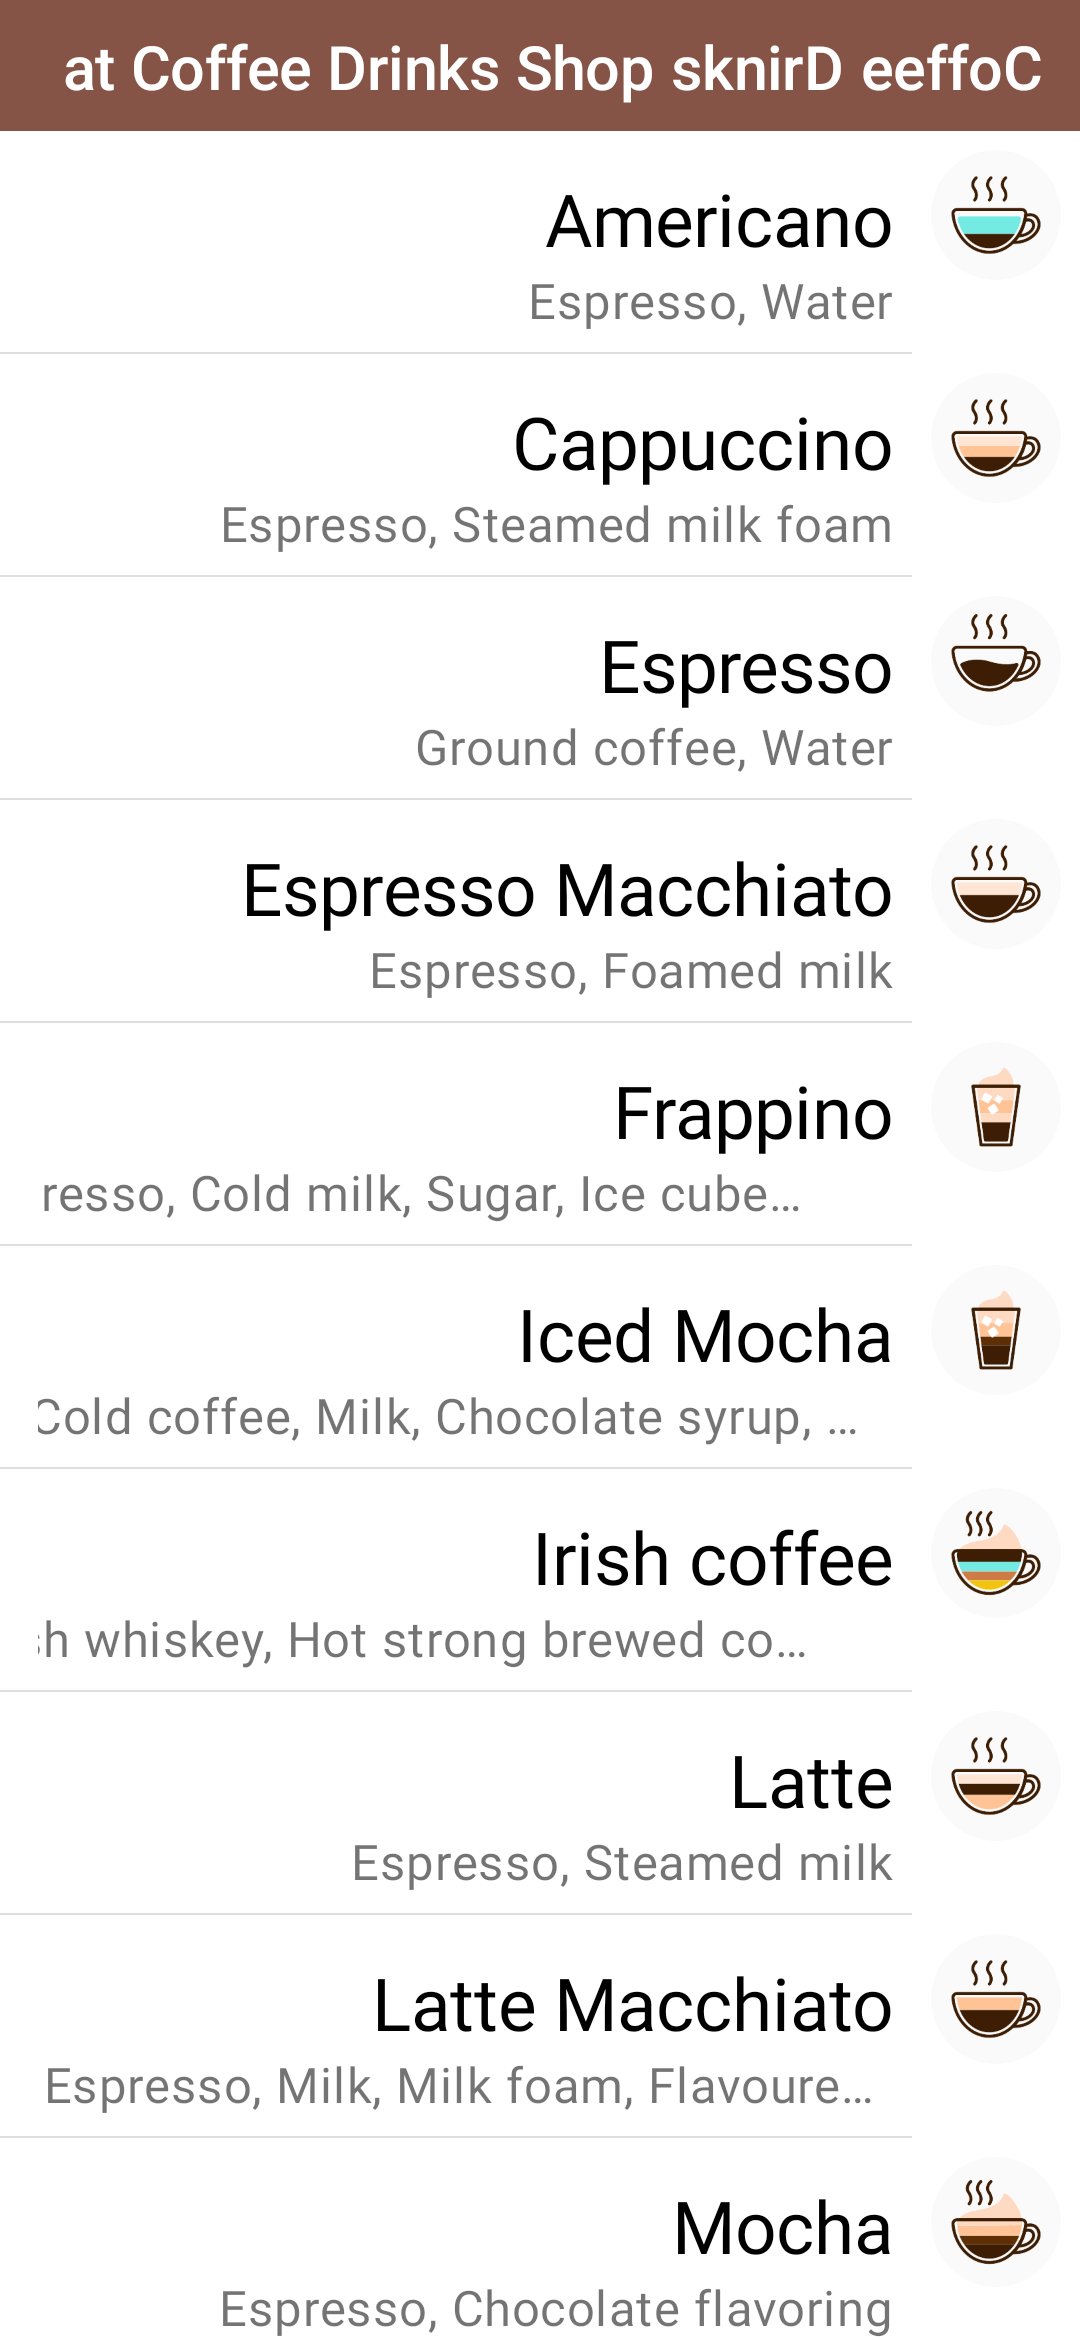 at Coffee Drinks Shop sknirD eeffoC
Americano
Espresso, Water
Cappuccino
Espresso, Steamed milk foam
Espresso
Ground coffee, Water
Espresso Macchiato
Espresso, Foamed milk
Frappino
resso, Cold milk, Sugar, Ice cube…
Iced Mocha
Cold coffee, Milk, Chocolate syrup, …
Irish coffee
h whiskey, Hot strong brewed co…
Latte
Espresso, Steamed milk
Latte Macchiato
Espresso, Milk, Milk foam, Flavoure…
Mocha
Espresso, Chocolate flavoring